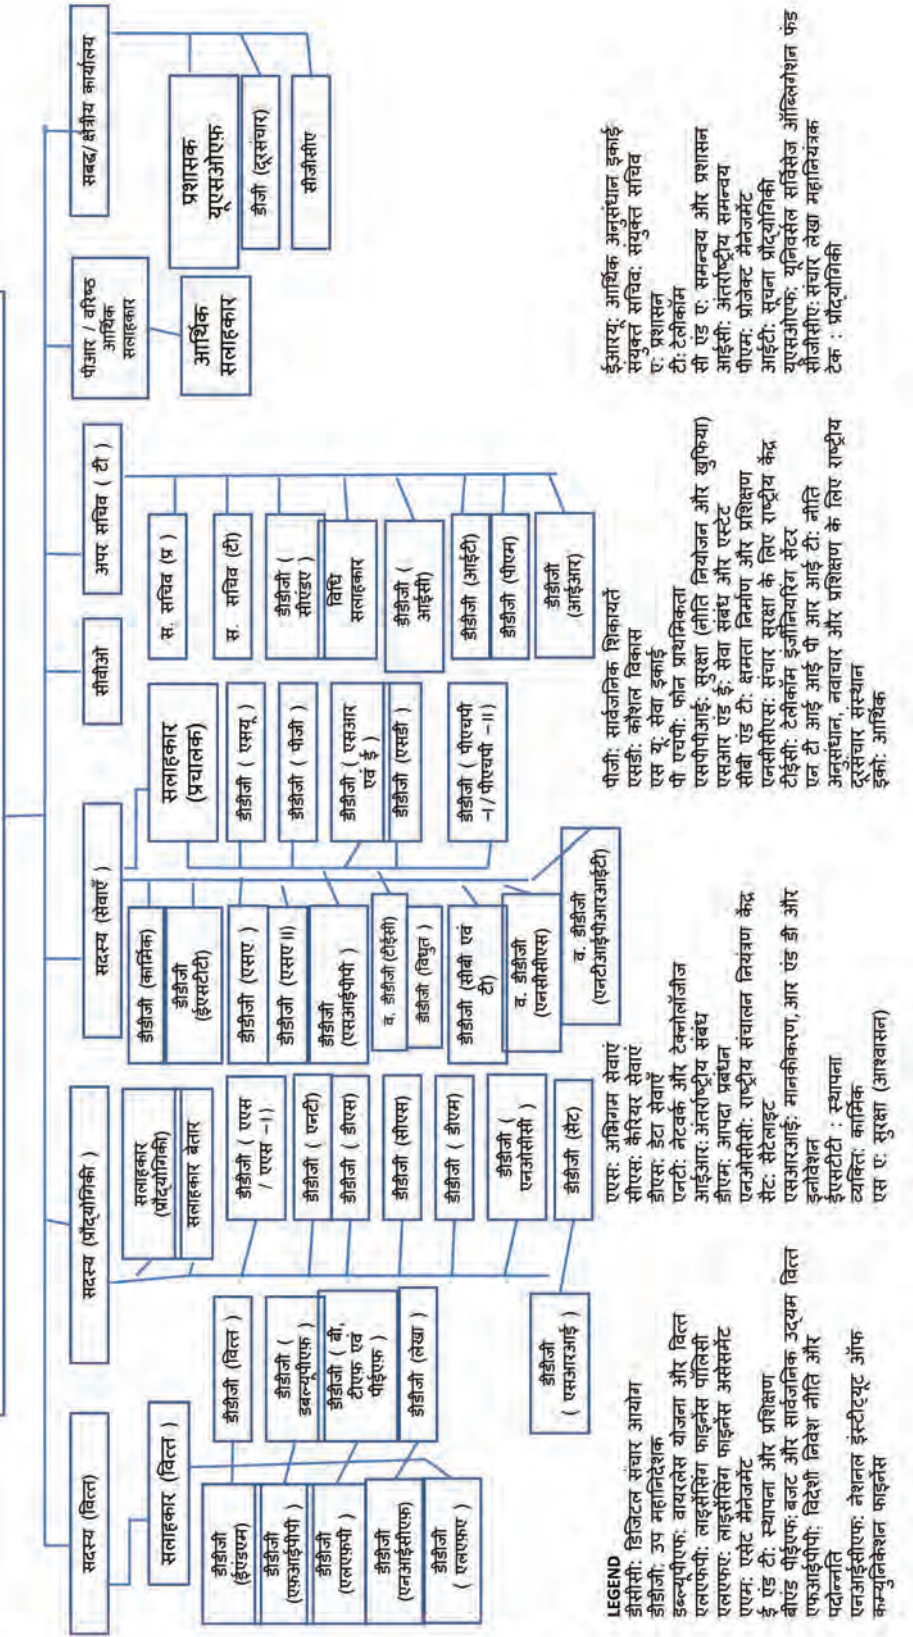 सदस्य (वित्त)
सदस्य (प्रौद्योगिकी )
सदस्य (सेवाएँ )
सीवीओ
अपर सचिव ( टी )
पीआर / वरिष्ठ
आर्थिक
सलाहकार
सबद्ध/ क्षेत्रीय कार्यालय
सलाहकार (वित्त )
डीडीजी (वित्त )
डीडीजी (
डबल्यूपीएफ़ )
डीडीजी ( बी,
टीएफ़ एवं
पीईएफ़ )
डीडीजी (लेखा )
डीडीजी
(ईएंडएम)
डीडीजी
(एफ़आईपीपी)
डीडीजी
(एलएफ़पी )
डीडीजी
(एनआईसीएफ़)
डीडीजी
( एलएफ़ए )
सलाहकार
(प्रौद्योगिकी)
सलाहकार बेतार
डीडीजी ( एएस
/ एएस –I )
डीडीजी ( एनटी)
डीडीजी ( डीएस)
डीडीजी (सीएस)
डीडीजी ( डीएम)
डीडीजी (
एनओसीसी )
डीडीजी (सैट)
डीडीजी
( एसआरआई )
डीडीजी (कार्मिक)
डीडीजी
(ईएसटीटी)
डीडीजी (एसए )
डीडीजी (एसए II)
डीडीजी
(एसआईपीपी )
व. डीडीजी (टीईसी)
डीडीजी (विधुत )
डीडीजी (सीबी एवं
टी)
व. डीडीजी
(एनसीसीएस)
व. डीडीजी
(एनटीआईपीआरआईटी)
सलाहकार
(प्रचालक)
डीडीजी ( एसयू )
डीडीजी ( पीजी )
डीडीजी ( एसआर
एवं ई )
डीडीजी (एसडी )
डीडीजी ( पीएचपी
-I / पीएचपी -II )
स. सचिव (प्र )
स. सचिव (टी)
डीडीजी (
सीएंडए )
विधि
सलाहकार
डीडीजी (
आईसी)
डीडीजी (आईटी)
डीडीजी (पीएम)
डीडीजी
(आईआर)
आर्थिक
सलाहकार
प्रशासक
यूएसओएफ़
डीजी (दूरसंचार)
सीजीसीए
LEGEND
डीसीसी: डिजिटल संचार आयोग
डीडीजी: उप महानिदेशक
डब्ल्यूपीएफ: वायरलेस योजना और वित्त
एलएफपी: लाइसेंसिंग फाइनेंस पॉलिसी
एलएफए: लाइसेंसिंग फाइनेंस असेसमेंट
एएम: एसेट मैनेजमेंट
ई एंड टी: स्थापना और प्रशिक्षण
बीएंड पीईएफ: बजट और सार्वजनिक उद्यम वित्त
एफआईपीपी: विदेशी निवेश नीति और
पदोन्नति
एनआईसीएफ: नेशनल इंस्टीट्यूट ऑफ
कम्युनिकेशन फाइनेंस
एएस: अभिगम सेवाएं
सीएस: कैरियर सेवाएं
डीएस: डेटा सेवाएँ
एनटी: नेटवर्क और टेक्नोलॉजीज
आईआर: अंतर्राष्ट्रीय संबंध
डीएम: आपदा प्रबंधन
एनओसीसी: राष्ट्रीय संचालन नियंत्रण केंद्र
सैट: सेटेलाइट
एसआरआई: मानकीकरण, आर एंड डी और
इनोवेशन
ईएसटीटी : स्थापना
व्यक्ति: कार्मिक
एस ए: सुरक्षा (आश्वासन)
पीजी: सार्वजनिक शिकायतें
एसडी: कौशल विकास
एस यू: सेवा इकाई
पी एचपी: फोन प्राथमिकता
एसपीपीआई: सुरक्षा (नीति नियोजन और खुफिया)
एसआर एंड ई: सेवा संबंध और एस्टेट
सीबी एंड टी: क्षमता निर्माण और प्रशिक्षण
एनसीसीएस: संचार सुरक्षा के लिए राष्ट्रीय केंद्र
टीईसी: टेलीकॉम इंजीनियरिंग सेंटर
एन टी आई पी आर आई टी: नीति
अनुसंधान, नवाचार और प्रशिक्षण के लिए राष्ट्रीय
दूरसंचार संस्थान
इको: आर्थिक
ईआरयू: आर्थिक अनुसंधान इकाई
संयुक्त सचिव: संयुक्त सचिव
ए: प्रशासन
टी: टेलीकॉम
सी एंड ए: समन्वय और प्रशासन
आईसी: अंतर्राष्ट्रीय समन्वय
पीएम: प्रोजेक्ट मैनेजमेंट
आईटी: सूचना प्रौद्योगिकी
यूएसओएफ: यूनिवर्सल सर्विसेज ऑब्लिगेशन फंड
सीजीसीए: संचार लेखा महानियंत्रक
टेक : प्रौद्योगिकी